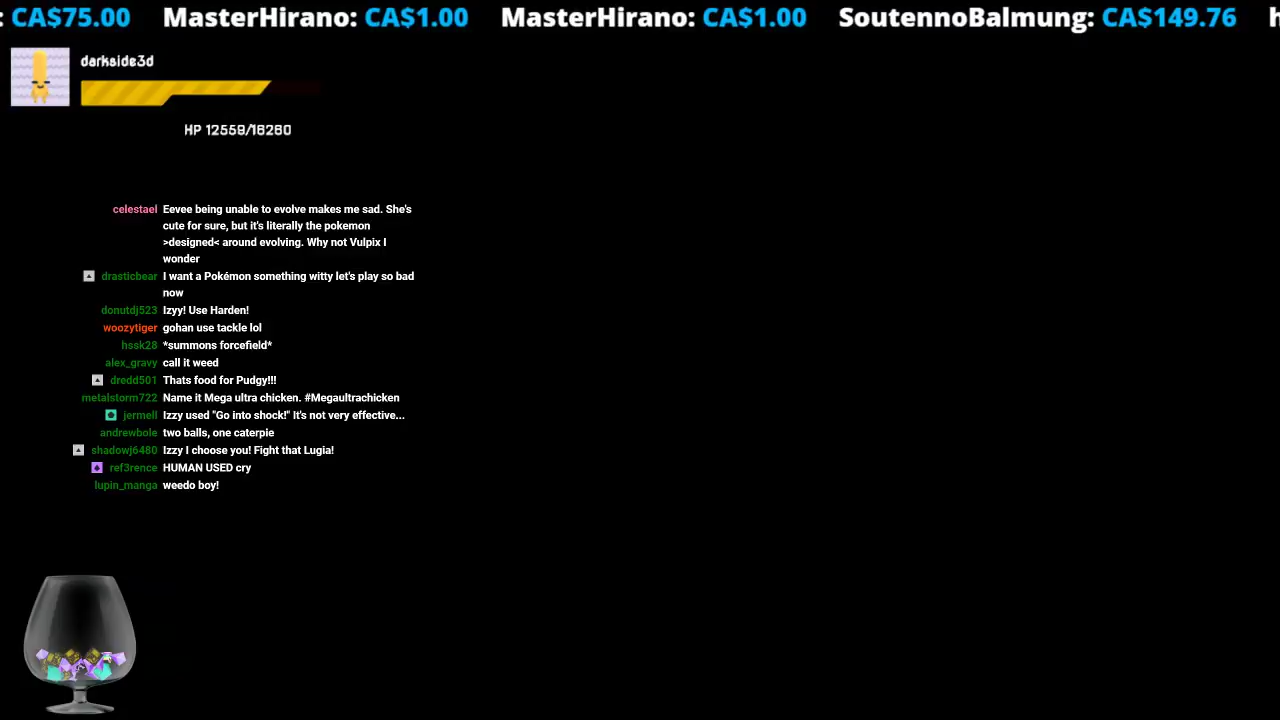 : CA$75.00 MasterHirano: CA$1.00 MasterHirano: CA$1.00 SoutennoBalmung: CA$149.76 h
darkside3d
HP 12559/16260
celestael Eevee being unable to evolve makes me sad. She's
cute for sure, but it's literally the pokemon
>designed< around evolving. Why not Vulpix I
wonder
drasticbear I want a Pokémon something witty let's play so bad
now
donutdj523 Izyy! Use Harden!
woozytiger gohan use tackle lol
hssk28 *summons forcefield*
alex_gravy call it weed
dredd501 Thats food for Pudgy!!!
metalstorm722 Name it Mega ultra chicken. #Megaultrachicken
jermell Izzy used "Go into shock!" It's not very effective...
andrewbole two balls, one caterpie
shadowj6480 Izzy I choose you! Fight that Lugia!
ref3rence HUMAN USED cry
lupin_manga weedo boy!